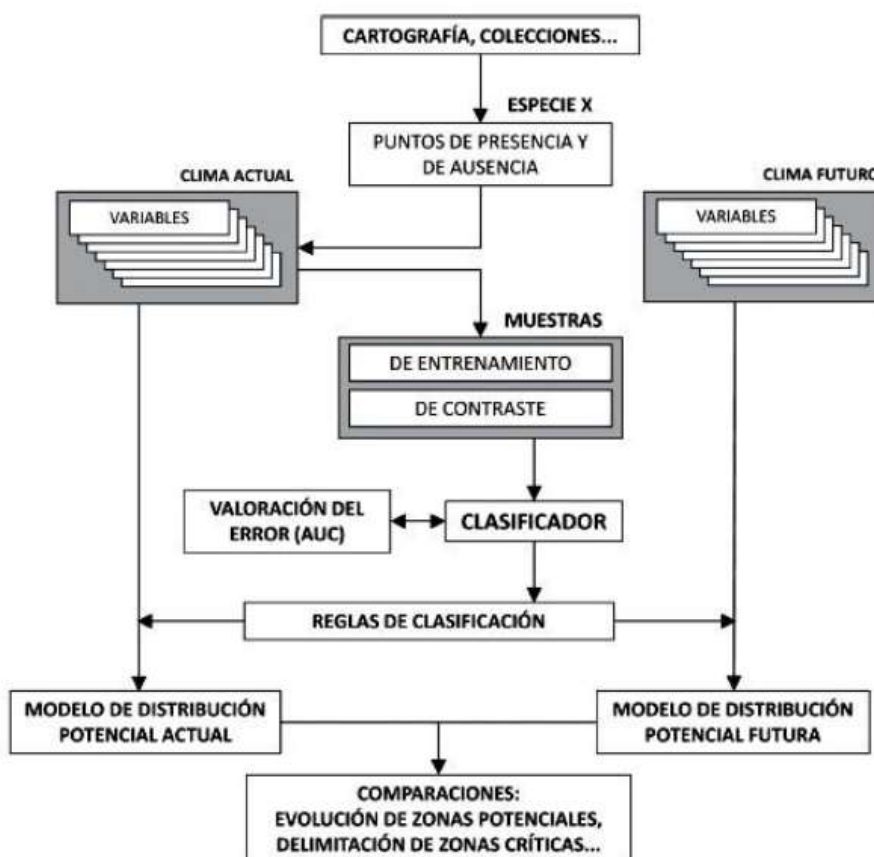 CARTOGRAFÍA, COLECCIONES...
ESPECIE X
PUNTOS DE PRESENCIA Y
DE AUSENCIA
CLIMA ACTUAL
VARIABLES
CLIMA FUTURO
VARIABLES
MUESTRAS
DE ENTRENAMIENTO
DE CONTRASTE
VALORACIÓN DEL
ERROR (AUC)
CLASIFICADOR
REGLAS DE CLASIFICACIÓN
MODELO DE DISTRIBUCIÓN
POTENCIAL ACTUAL
MODELO DE DISTRIBUCIÓN
POTENCIAL FUTURA
COMPARACIONES:
EVOLUCIÓN DE ZONAS POTENCIALES,
DELIMITACIÓN DE ZONAS CRÍTICAS...